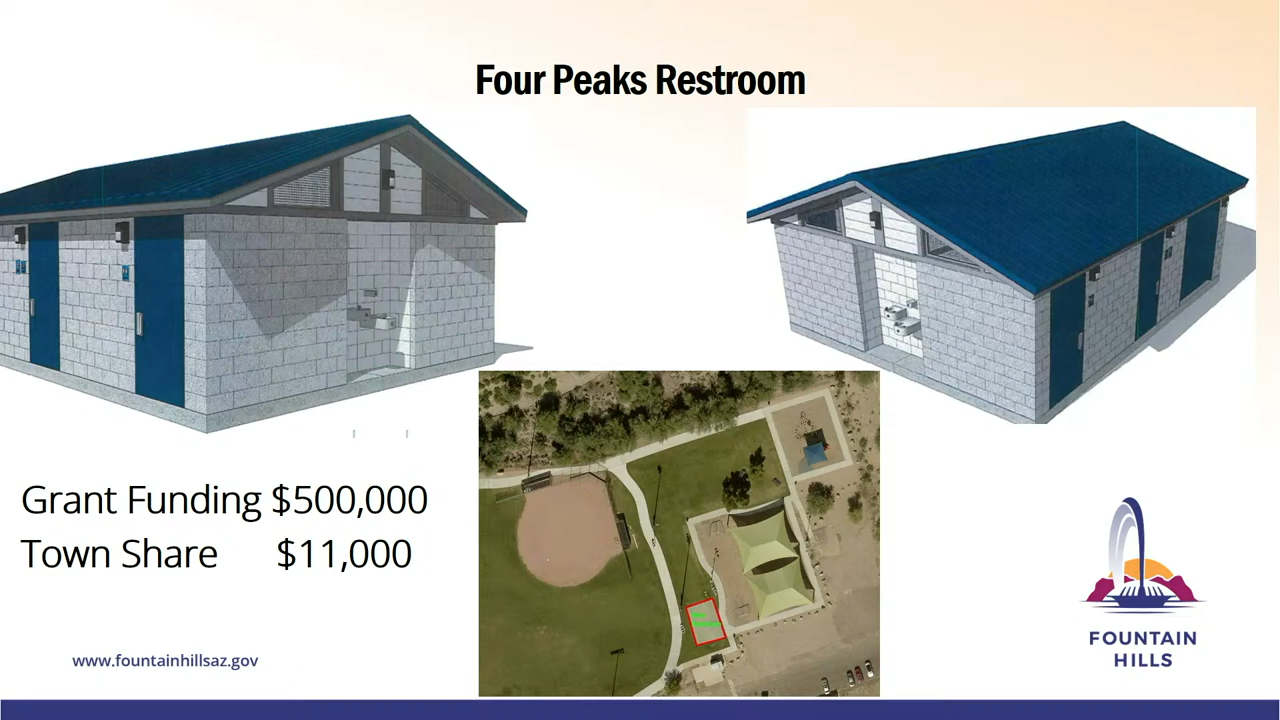 Four Peaks Restroom
Grant Funding $500,000
Town Share $11,000
www.fountainhillsaz.gov
FOUNTAIN
HILLS